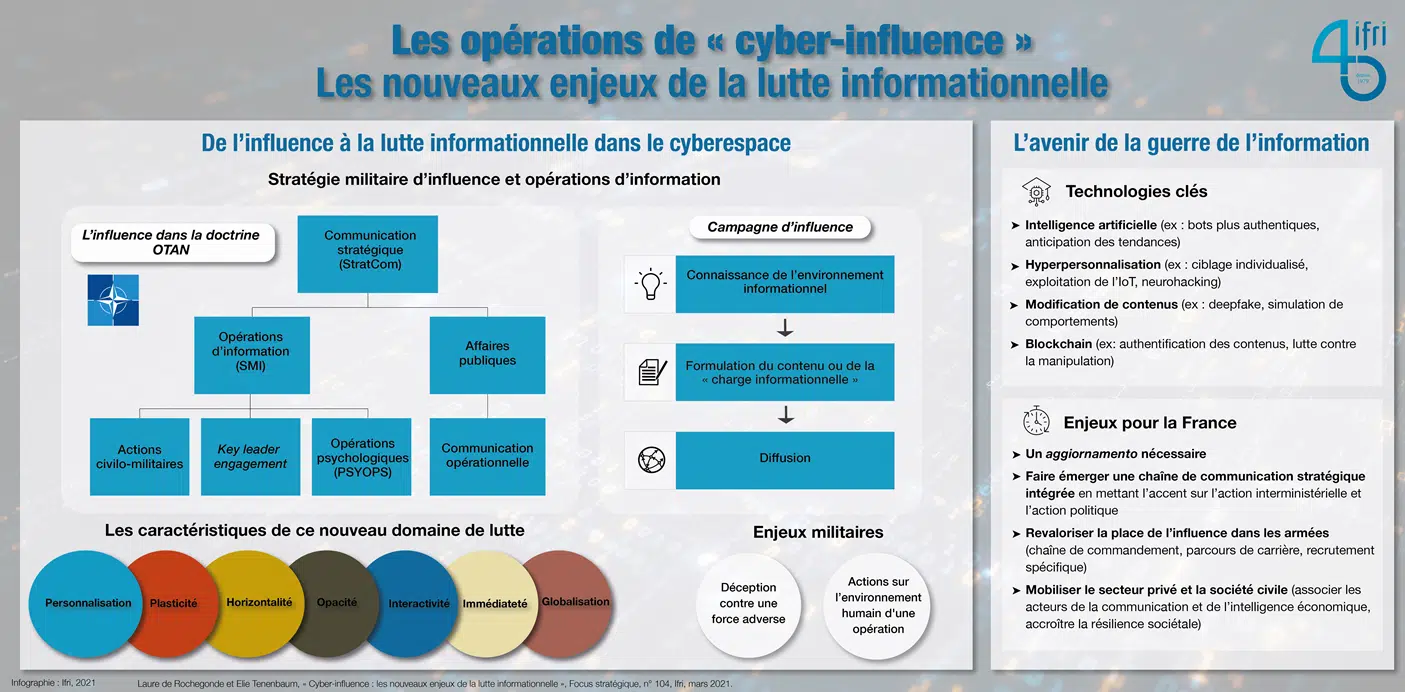 Les opérations de « cyber-influence »
Les nouveaux enjeux de la lutte informationnelle
ifri
De l’influence à la lutte informationnelle dans le cyberespace
Stratégie militaire d’influence et opérations d’information
L’influence dans la doctrine
OTAN
Communication
stratégique
(StratCom)
Opérations
d’information
(SMI)
Affaires
publiques
Actions
civilo-militaires
Key leader
engagement
Opérations
psychologiques
(PSYOPS)
Communication
opérationnelle
Campagne d’influence
Connaissance de l’environnement
informationnel
Formulation du contenu ou de la
« charge informationnelle »
Diffusion
Les caractéristiques de ce nouveau domaine de lutte
Personnalisation
Plasticité
Horizontalité
Opacité
Interactivité
Immédiateté
Globalisation
Enjeux militaires
Déception
contre une
force adverse
Actions sur
l’environnement
humain d'une
opération
L’avenir de la guerre de l’information
Technologies clés
➤ Intelligence artificielle (ex : bots plus authentiques,
anticipation des tendances)
➤ Hyperpersonnalisation (ex : ciblage individualisé,
exploitation de l’IoT, neurohacking)
➤ Modification de contenus (ex : deepfake, simulation de
comportements)
➤ Blockchain (ex: authentification des contenus, lutte contre
la manipulation)
Enjeux pour la France
➤ Un aggiornamento nécessaire
➤ Faire émerger une chaîne de communication stratégique
intégrée en mettant l’accent sur l’action interministérielle et
l’action politique
➤ Revaloriser la place de l’influence dans les armées
(chaîne de commandement, parcours de carrière, recrutement
spécifique)
➤ Mobiliser le secteur privé et la société civile (associer les
acteurs de la communication et de l’intelligence économique,
accroître la résilience sociétale)
Infographie : Ifri, 2021
Laure de Rochegonde et Elie Tenenbaum, « Cyber-influence : les nouveaux enjeux de la lutte informationnelle », Focus stratégique, n° 104, Ifri, mars 2021.